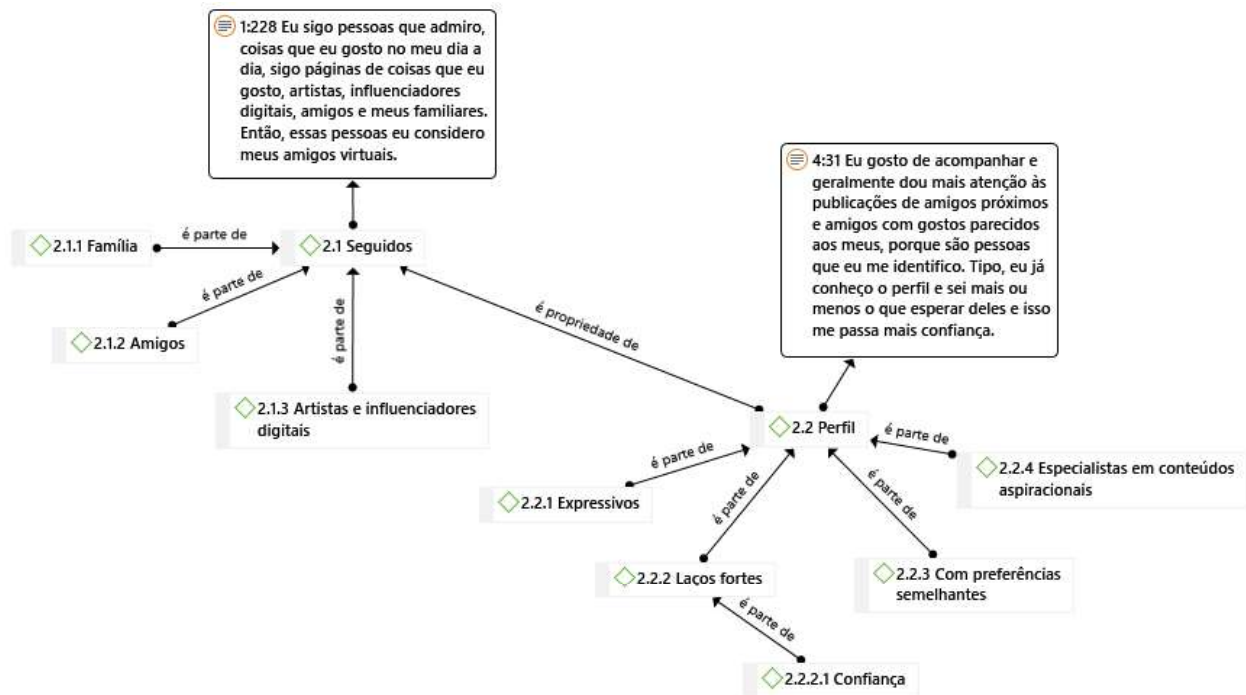 1:228 Eu sigo pessoas que admiro,
coisas que eu gosto no meu dia a
dia, sigo páginas de coisas que eu
gosto, artistas, influenciadores
digitais, amigos e meus familiares.
Então, essas pessoas eu considero
meus amigos virtuais.
4:31 Eu gosto de acompanhar e
geralmente dou mais atenção às
publicações de amigos próximos
e amigos com gostos parecidos
aos meus, porque são pessoas
que eu me identifico. Tipo, eu já
conheço o perfil e sei mais ou
menos o que esperar deles e isso
me passa mais confiança.
2.1.1 Família
é parte de
2.1 Seguidos
é parte de
2.1.2 Amigos
é parte de
é propriedade de
2.1.3 Artistas e influenciadores
digitais
2.2 Perfil
é parte de
é parte de
2.2.4 Especialistas em conteúdos
aspiracionais
2.2.1 Expressivos
é parte de
é parte de
2.2.2 Laços fortes
2.2.3 Com preferências
semelhantes
é parte de
2.2.2.1 Confiança